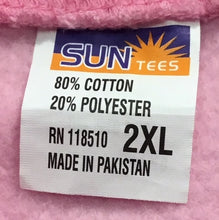 SUN TEES
80% COTTON
20% POLYESTER
RN 118510 2XL
MADE IN PAKISTAN